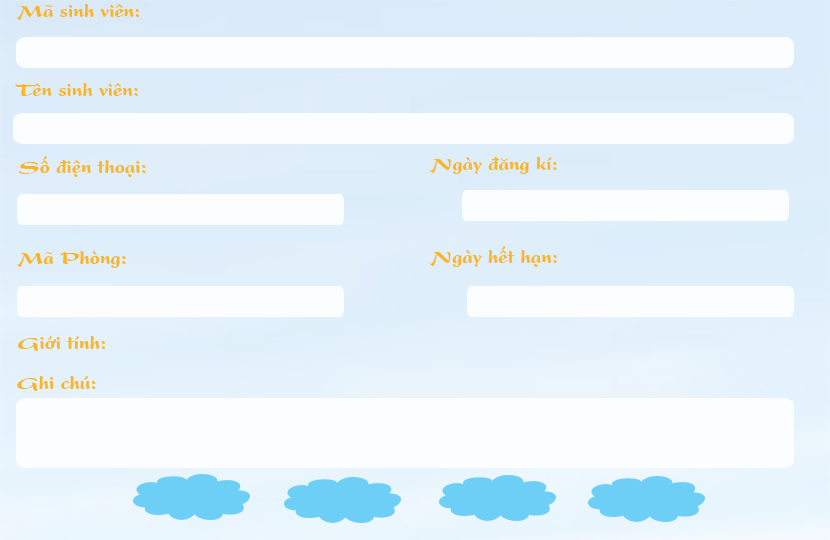 Mã sinh viên:
Tên sinh viên:
Số điện thoại:
Ngày đăng kí:
Mã Phòng:
Ngày hết hạn:
Giới tính:
Ghi chú: